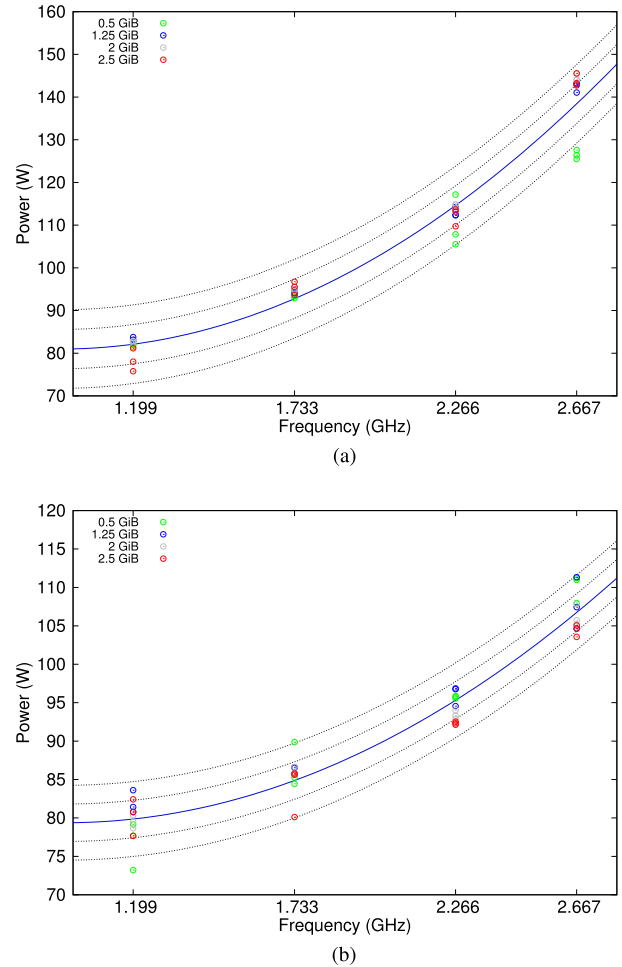 160
150
140
130
120
110
100
90
80
70
Power (W)
0.5 GiB
1.25 GiB
2 GiB
2.5 GiB
1.199 1.733 2.266 2.667
Frequency (GHz)
(a)
120
115
110
105
100
95
90
85
80
75
70
Power (W)
0.5 GiB
1.25 GiB
2 GiB
2.5 GiB
1.199 1.733 2.266 2.667
Frequency (GHz)
(b)